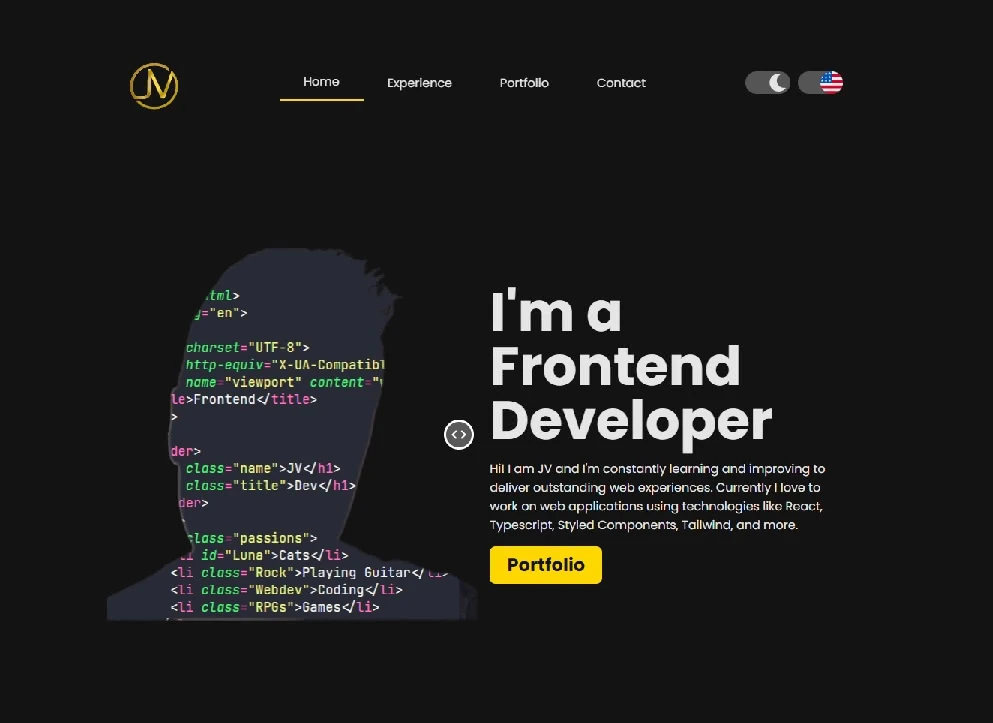 JV
Home Experience Portfolio Contact
I'm a
Frontend
Developer
Hi! I am JV and I'm constantly learning and improving to
deliver outstanding web experiences. Currently I love to
work on web applications using technologies like React,
Typescript, Styled Components, Tailwind, and more.
Portfolio
html>
="en">
charset="UTF-8">
http-equiv="X-UA-Compatibl
name="viewport" content="
le>Frontend</title>
>
der>
class="name">JV</h1>
class="title">Dev</h1>
der>
class="passions">
li id="Luna">Cats</li>
<li class="Rock">Playing Guitar</li>
<li class="Webdev">Coding</li>
<li class="RPGs">Games</li>